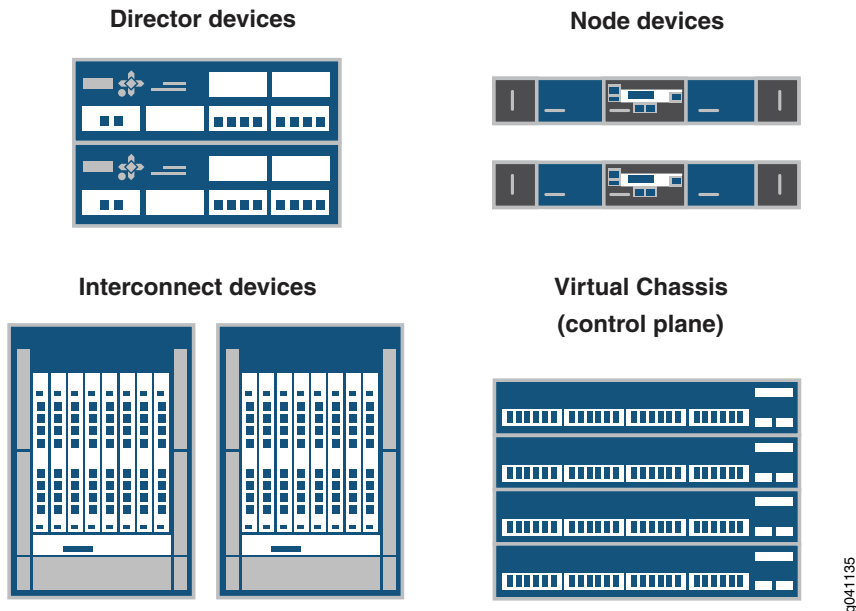 Director devices
Node devices
Interconnect devices
Virtual Chassis
(control plane)
g041135